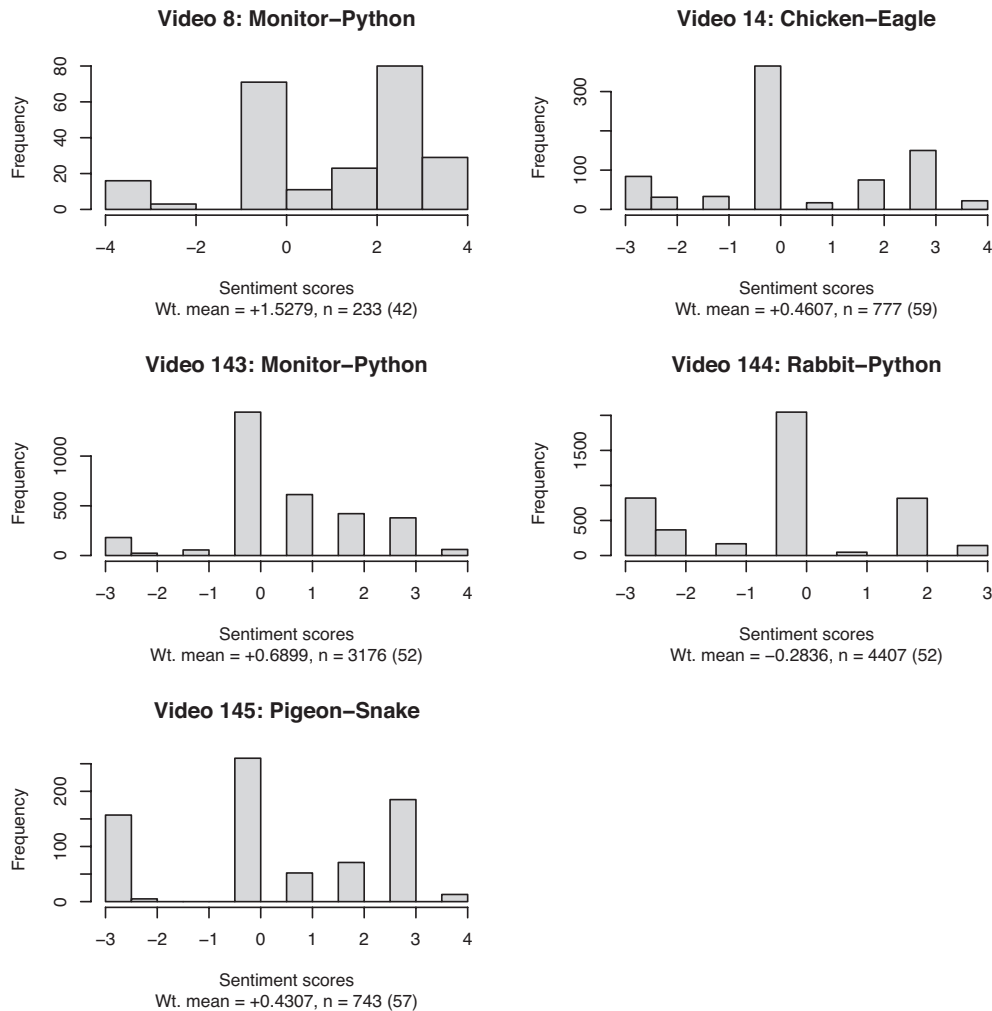 Video 8: Monitor−Python
Frequency
0 20 40 60 80
−4 −2 0 2 4
Sentiment scores
Wt. mean = +1.5279, n = 233 (42)
Video 14: Chicken−Eagle
Frequency
0 100 300
−3 −2 −1 0 1 2 3 4
Sentiment scores
Wt. mean = +0.4607, n = 777 (59)
Video 143: Monitor−Python
Frequency
0 500 1000
−3 −2 −1 0 1 2 3 4
Sentiment scores
Wt. mean = +0.6899, n = 3176 (52)
Video 144: Rabbit−Python
Frequency
0 500 1500
−3 −2 −1 0 1 2 3
Sentiment scores
Wt. mean = −0.2836, n = 4407 (52)
Video 145: Pigeon−Snake
Frequency
0 100 200
−3 −2 −1 0 1 2 3 4
Sentiment scores
Wt. mean = +0.4307, n = 743 (57)